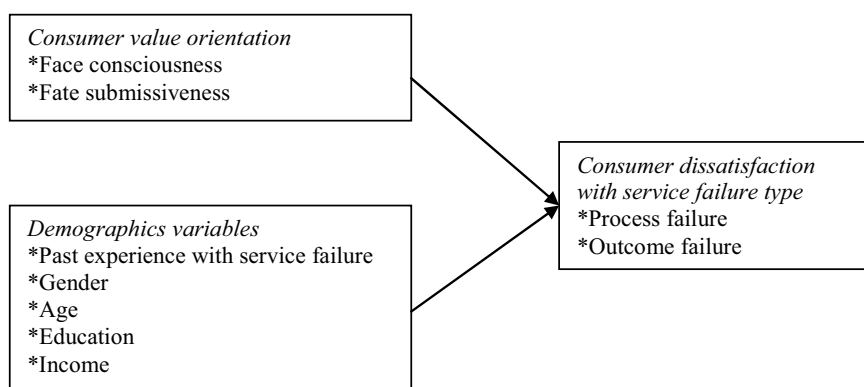 Consumer value orientation
*Face consciousness
*Fate submissiveness
Consumer dissatisfaction
with service failure type
*Process failure
*Outcome failure
Demographics variables
*Past experience with service failure
*Gender
*Age
*Education
*Income